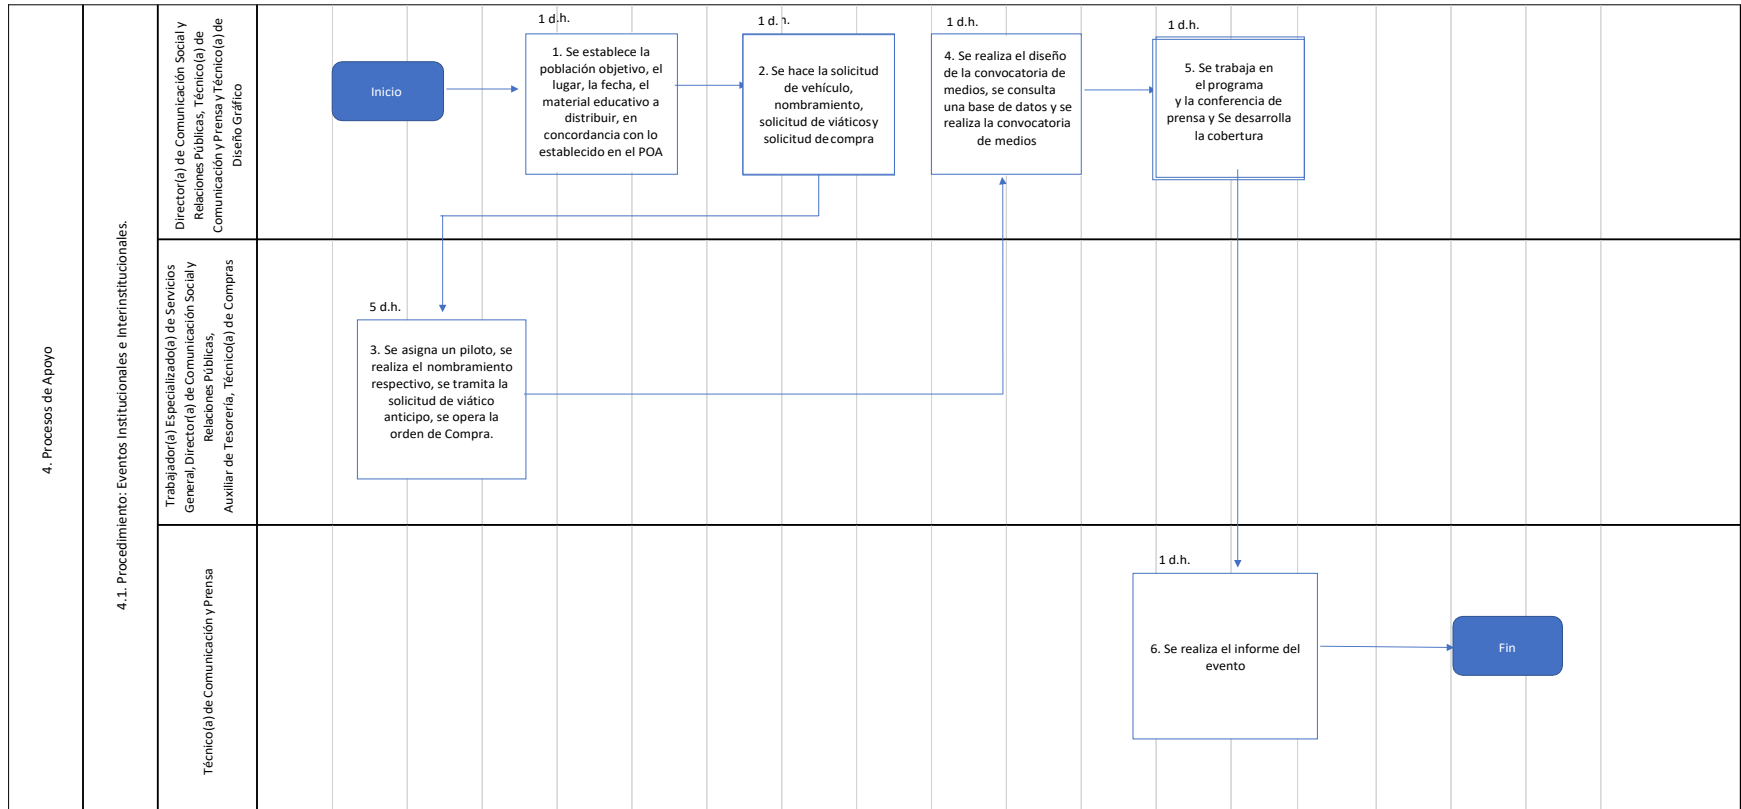 4. Procesos de Apoyo
4.1. Procedimiento: Eventos Institucionales e Interinstitucionales.
Director(a) de Comunicación Social y
Relaciones Públicas, Técnico(a) de
Comunicación y Prensa y Técnico(a) de
Diseño Gráfico
Inicio
1 d.h.
1. Se establece la
población objetivo, el
lugar, la fecha, el
material educativo a
distribuir, en
concordancia con lo
establecido en el POA
1 d.h.
2. Se hace la solicitud
de vehículo,
nombramiento,
solicitud de viáticos y
solicitud de compra
1 d.h.
4. Se realiza el diseño
de la convocatoria de
medios, se consulta
una base de datos y se
realiza la convocatoria
de medios
1 d.h.
5. Se trabaja en
el programa
y la conferencia de
prensa y Se desarrolla
la cobertura
Trabajador(a) Especializado(a) de Servicios
General, Director(a) de Comunicación Social y
Relaciones Públicas,
Auxiliar de Tesorería, Técnico(a) de Compras
5 d.h.
3. Se asigna un piloto, se
realiza el nombramiento
respectivo, se tramita la
solicitud de viático
anticipo, se opera la
orden de Compra.
Técnico(a) de Comunicación y Prensa
1 d.h.
6. Se realiza el informe del
evento
Fin